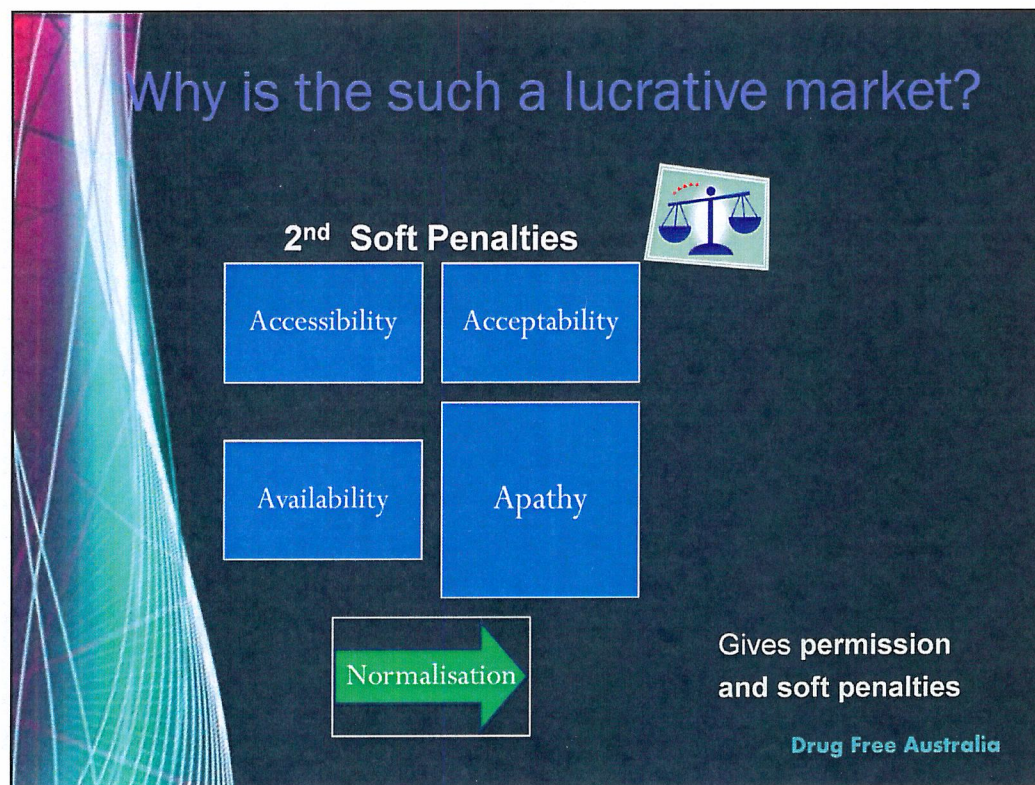 Why is the such a lucrative market?
2nd Soft Penalties
Accessibility
Acceptability
Availability
Apathy
Normalisation
Gives permission
and soft penalties
Drug Free Australia